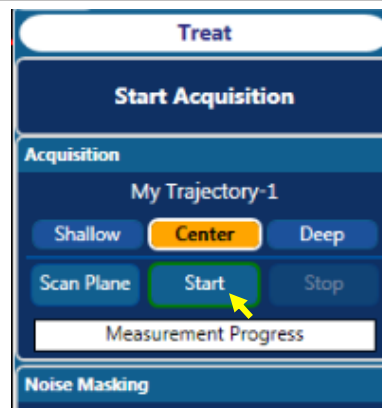 Treat
Start Acquisition
Acquisition
My Trajectory-1
Shallow Center Deep
Scan Plane Start Stop
Measurement Progress
Noise Masking